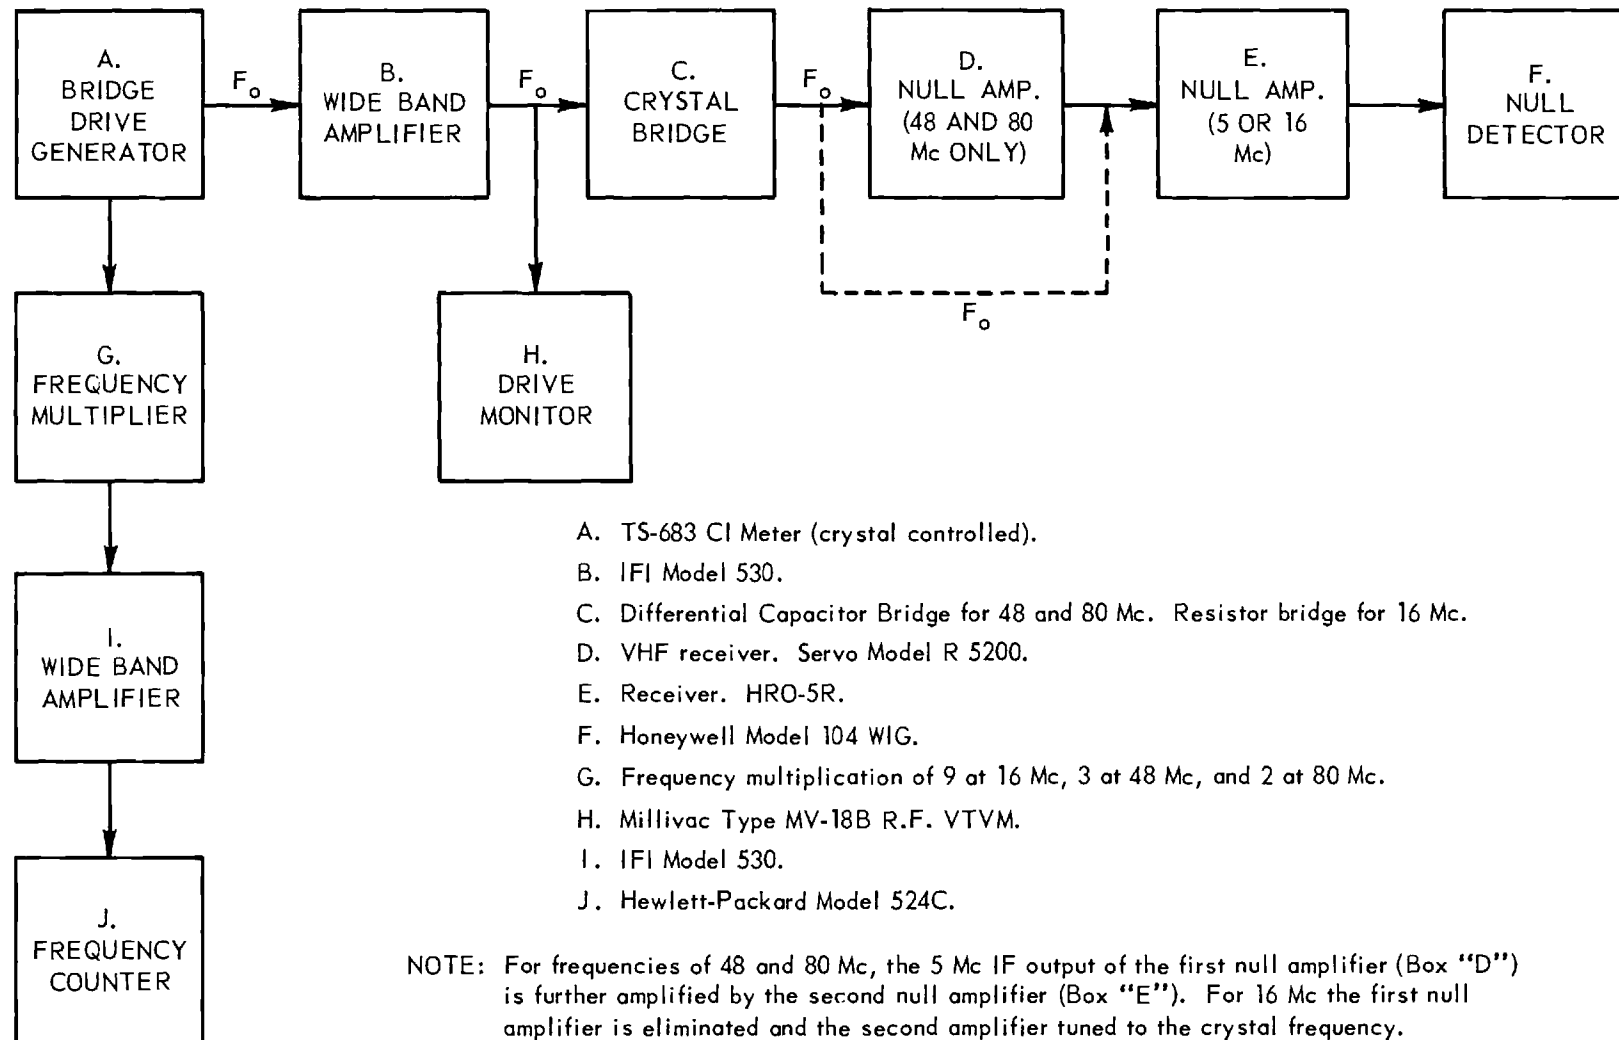 A.
BRIDGE
DRIVE
GENERATOR
Fo
B.
WIDE BAND
AMPLIFIER
Fo
C.
CRYSTAL
BRIDGE
Fo
D.
NULL AMP.
(48 AND 80
Mc ONLY)
E.
NULL AMP.
(5 OR 16
Mc)
F.
NULL
DETECTOR
Fo
G.
FREQUENCY
MULTIPLIER
H.
DRIVE
MONITOR
I.
WIDE BAND
AMPLIFIER
J.
FREQUENCY
COUNTER
A. TS-683 CI Meter (crystal controlled).
B. IFI Model 530.
C. Differential Capacitor Bridge for 48 and 80 Mc. Resistor bridge for 16 Mc.
D. VHF receiver. Servo Model R 5200.
E. Receiver. HRO-5R.
F. Honeywell Model 104 WIG.
G. Frequency multiplication of 9 at 16 Mc, 3 at 48 Mc, and 2 at 80 Mc.
H. Millivac Type MV-18B R.F. VTVM.
I. IFI Model 530.
J. Hewlett-Packard Model 524C.
NOTE: For frequencies of 48 and 80 Mc, the 5 Mc IF output of the first null amplifier (Box “D”)
is further amplified by the second null amplifier (Box “E”). For 16 Mc the first null
amplifier is eliminated and the second amplifier tuned to the crystal frequency.